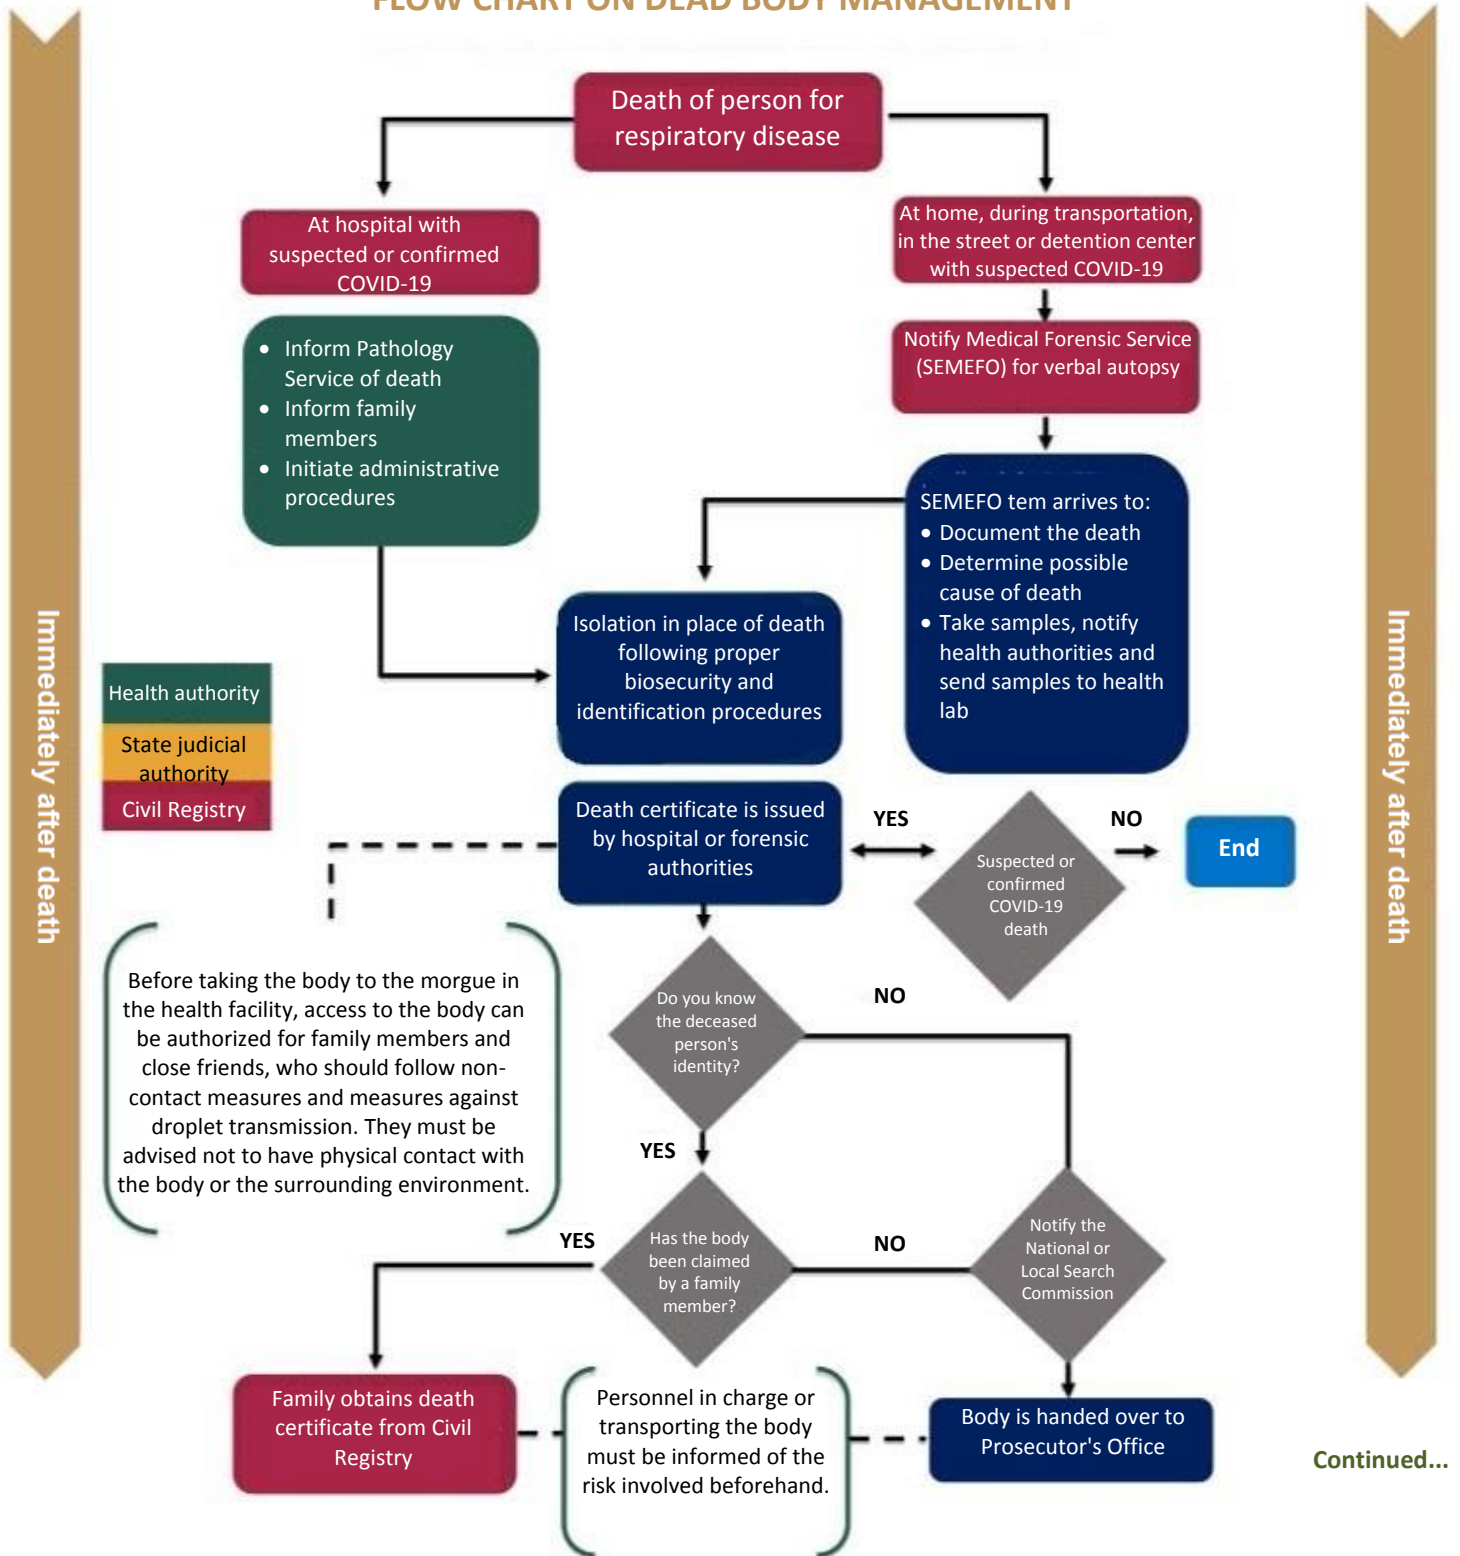 FLOW CHART ON DEAD BODY MANAGEMENT
Death of person for
respiratory disease
At hospital with
suspected or confirmed
COVID-19
At home, during transportation,
in the street or detention center
with suspected COVID-19
• Inform Pathology
Service of death
• Inform family
members
• Initiate administrative
procedures
Notify Medical Forensic Service
(SEMEFO) for verbal autopsy
SEMEFO tem arrives to:
• Document the death
• Determine possible
cause of death
• Take samples, notify
health authorities and
send samples to health
lab
Isolation in place of death
following proper
biosecurity and
identification procedures
Immediately after death
Immediately after death
Health authority
State judicial
authority
Civil Registry
Death certificate is issued
by hospital or forensic
authorities
YES
Suspected or
confirmed
COVID-19
death
NO
End
Before taking the body to the morgue in
the health facility, access to the body can
be authorized for family members and
close friends, who should follow non-
contact measures and measures against
droplet transmission. They must be
advised not to have physical contact with
the body or the surrounding environment.
Do you know
the deceased
person's
identity?
NO
YES
Has the body
been claimed
by a family
member?
YES
NO
Notify the
National or
Local Search
Commission
Family obtains death
certificate from Civil
Registry
Personnel in charge or
transporting the body
must be informed of the
risk involved beforehand.
Body is handed over to
Prosecutor's Office
Continued...